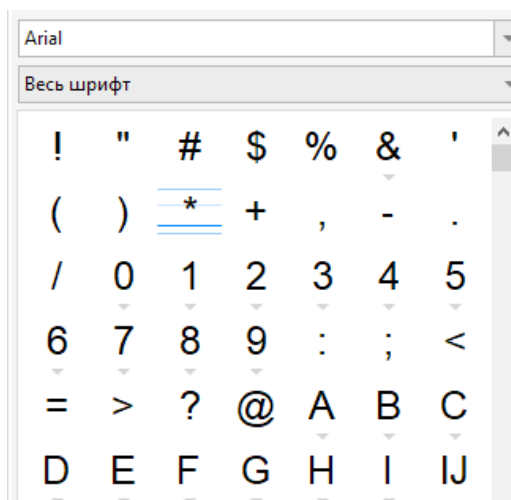 Arial
Весь шрифт
! " # $ % & '
( ) * + , - .
/ 0 1 2 3 4 5
6 7 8 9 : ; <
= > ? @ A B C
D E F G H I IJ